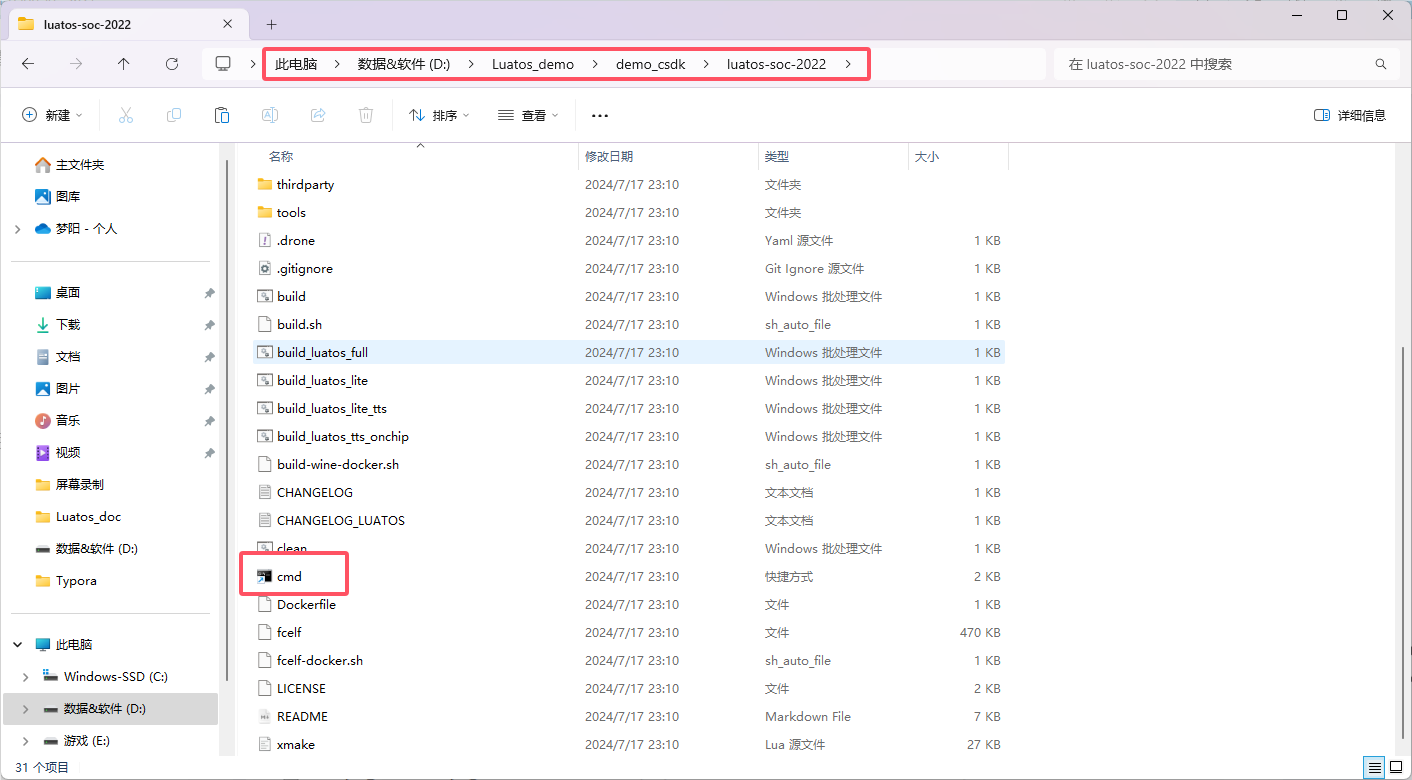 luatos-soc-2022
此电脑 数据&软件 (D:) Luatos_demo demo_csdk luatos-soc-2022
在 luatos-soc-2022 中搜索
新建 排序 查看 详细信息
名称 修改日期 类型 大小
主文件夹
图库
梦阳 - 个人
桌面
下载
文档
图片
音乐
视频
屏幕录制
Luatos_doc
数据&软件 (D:)
Typora
此电脑
Windows-SSD (C:)
数据&软件 (D:)
游戏 (E:)
thirdparty 2024/7/17 23:10 文件夹
tools 2024/7/17 23:10 文件夹
.drone 2024/7/17 23:10 Yaml 源文件 1 KB
.gitignore 2024/7/17 23:10 Git Ignore 源文件 1 KB
build 2024/7/17 23:10 Windows 批处理文件 1 KB
build.sh 2024/7/17 23:10 sh_auto_file 1 KB
build_luatos_full 2024/7/17 23:10 Windows 批处理文件 1 KB
build_luatos_lite 2024/7/17 23:10 Windows 批处理文件 1 KB
build_luatos_lite_tts 2024/7/17 23:10 Windows 批处理文件 1 KB
build_luatos_tts_onchip 2024/7/17 23:10 Windows 批处理文件 1 KB
build-wine-docker.sh 2024/7/17 23:10 sh_auto_file 1 KB
CHANGELOG 2024/7/17 23:10 文本文档 1 KB
CHANGELOG_LUATOS 2024/7/17 23:10 文本文档 1 KB
clean 2024/7/17 23:10 Windows 批处理文件 1 KB
cmd 2024/7/17 23:10 快捷方式 2 KB
Dockerfile 2024/7/17 23:10 文件 1 KB
fcelf 2024/7/17 23:10 文件 470 KB
fcelf-docker.sh 2024/7/17 23:10 sh_auto_file 1 KB
LICENSE 2024/7/17 23:10 文件 2 KB
README 2024/7/17 23:10 Markdown File 7 KB
xmake 2024/7/17 23:10 Lua 源文件 27 KB
31 个项目